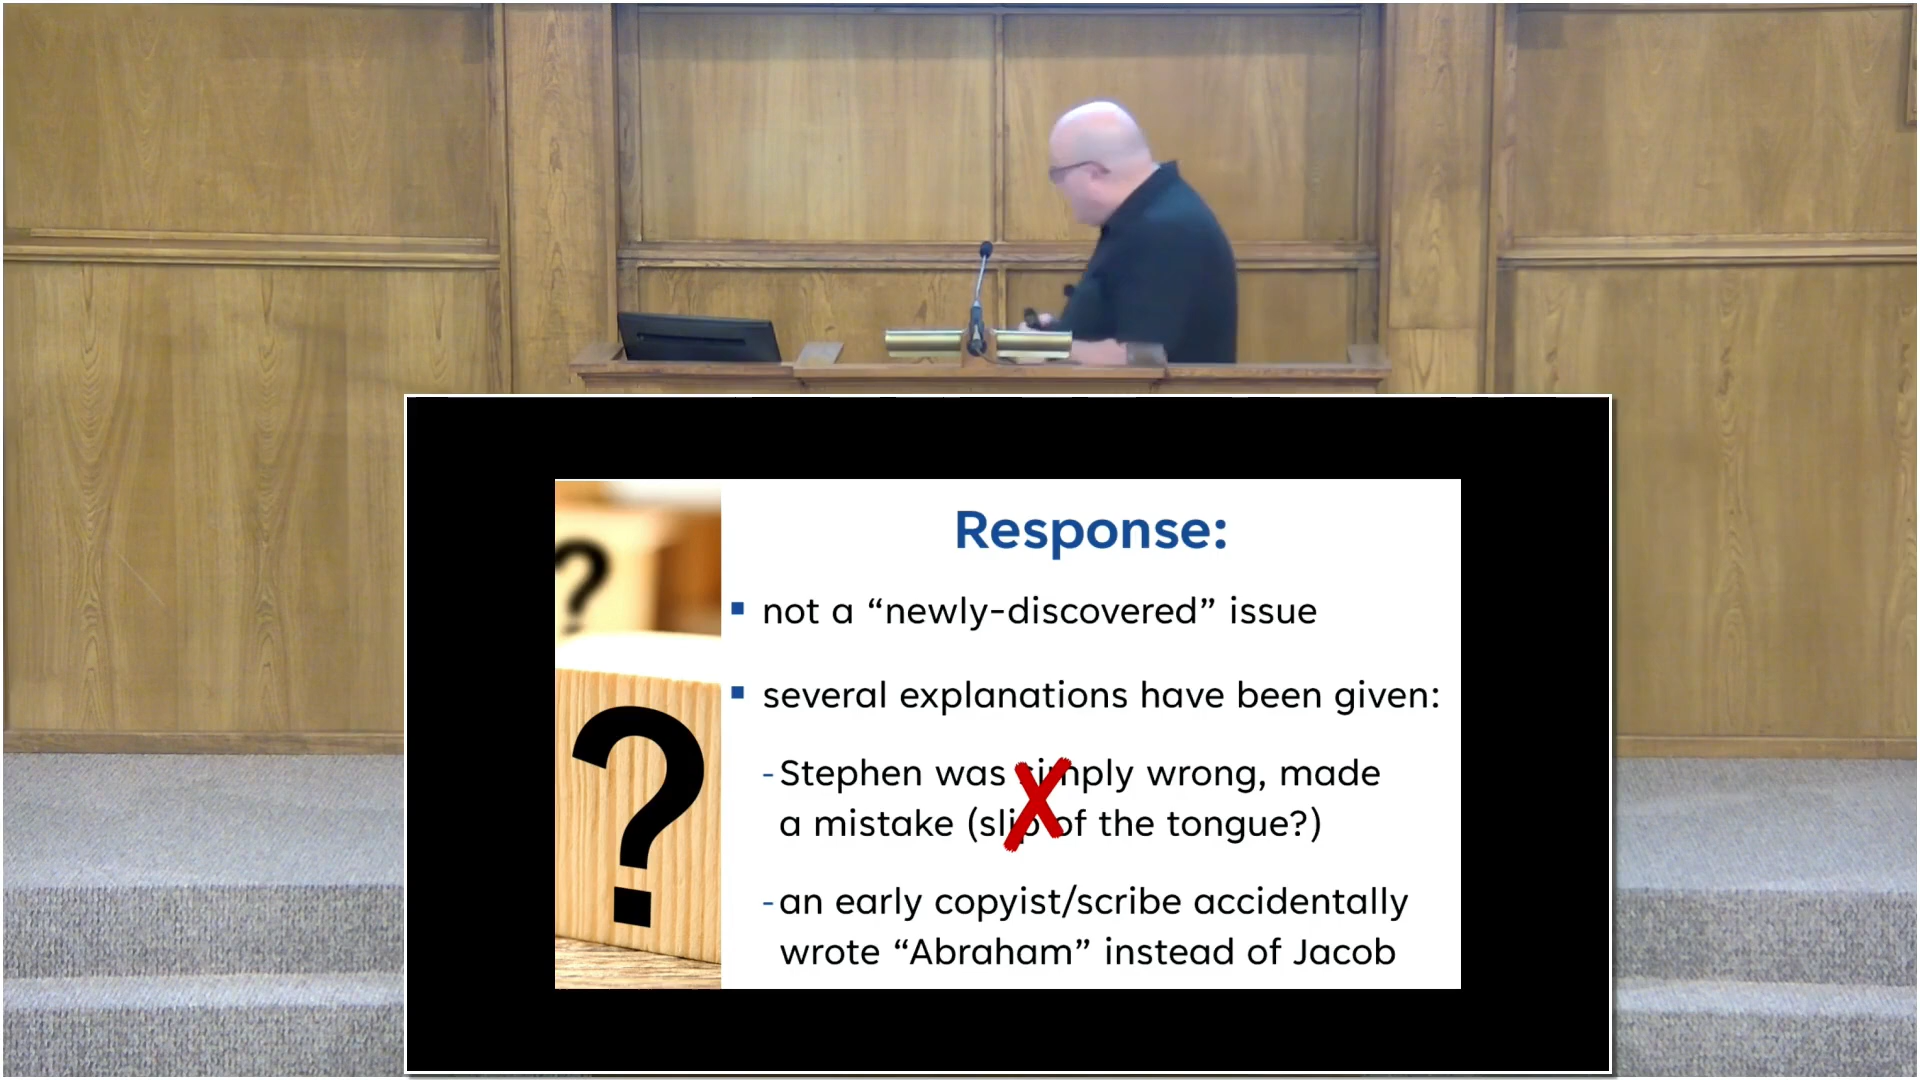 Response:
▪ not a “newly-discovered” issue
▪ several explanations have been given:
-Stephen was simply wrong, made
a mistake (slip of the tongue?)
-an early copyist/scribe accidentally
wrote “Abraham” instead of Jacob
?
?